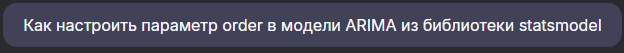 Как настроить параметр order в модели ARIMA из библиотеки statsmodel